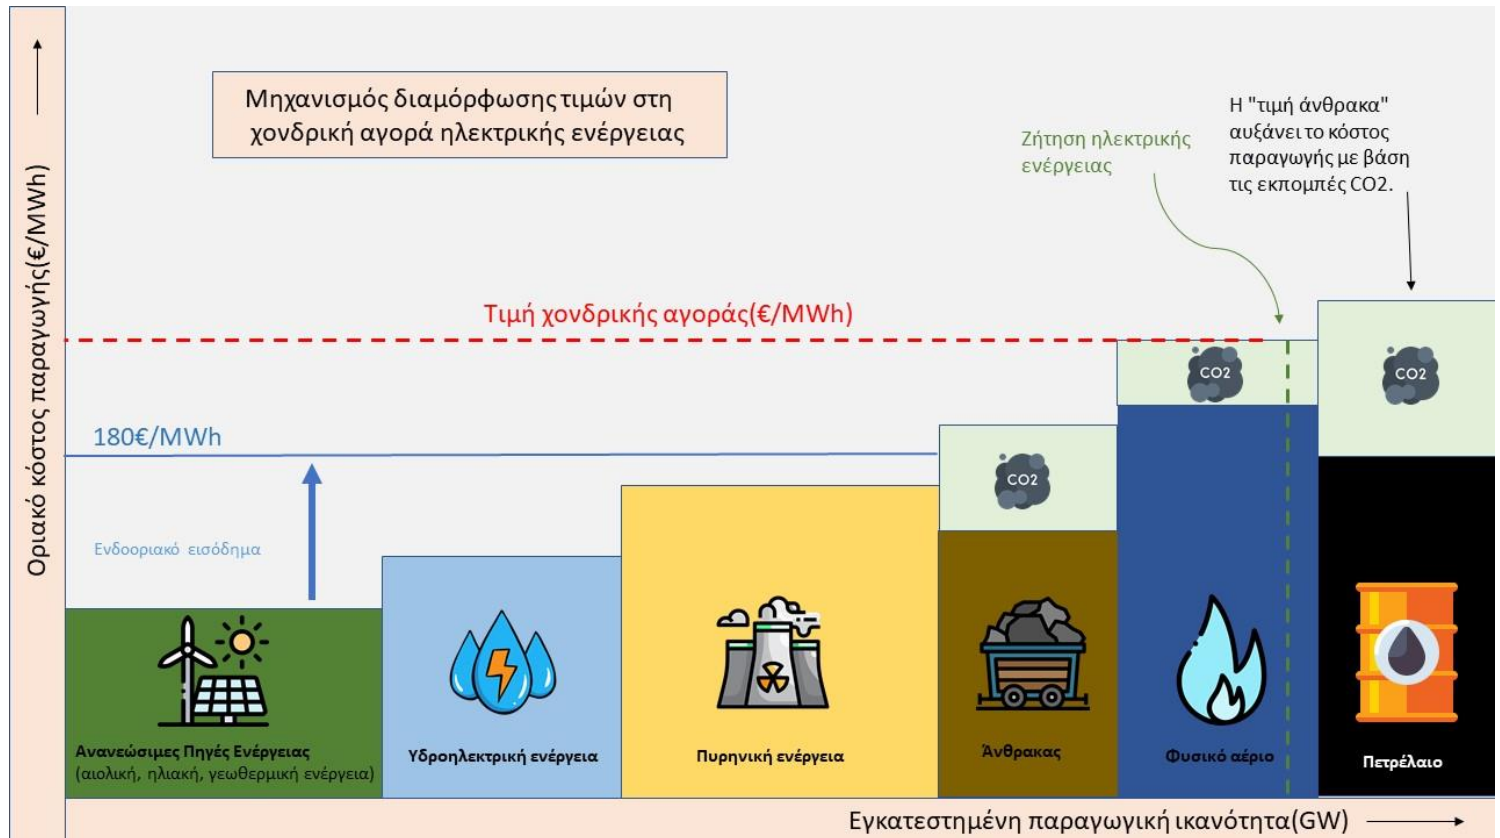 Μηχανισμός διαμόρφωσης τιμών στη
χονδρική αγορά ηλεκτρικής ενέργειας
Ζήτηση ηλεκτρικής
ενέργειας
Η "τιμή άνθρακα"
αυξάνει το κόστος
παραγωγής με βάση
τις εκπομπές CO2.
Οριακό κόστος παραγωγής(€/MWh)
Τιμή χονδρικής αγοράς(€/MWh)
CO2
CO2
180€/MWh
CO2
Ενδοοριακό εισόδημα
Ανανεώσιμες Πηγές Ενέργειας
(αιολική, ηλιακή, γεωθερμική ενέργεια)
Υδροηλεκτρική ενέργεια
Πυρηνική ενέργεια
Άνθρακας
Φυσικό αέριο
Πετρέλαιο
Εγκατεστημένη παραγωγική ικανότητα(GW)